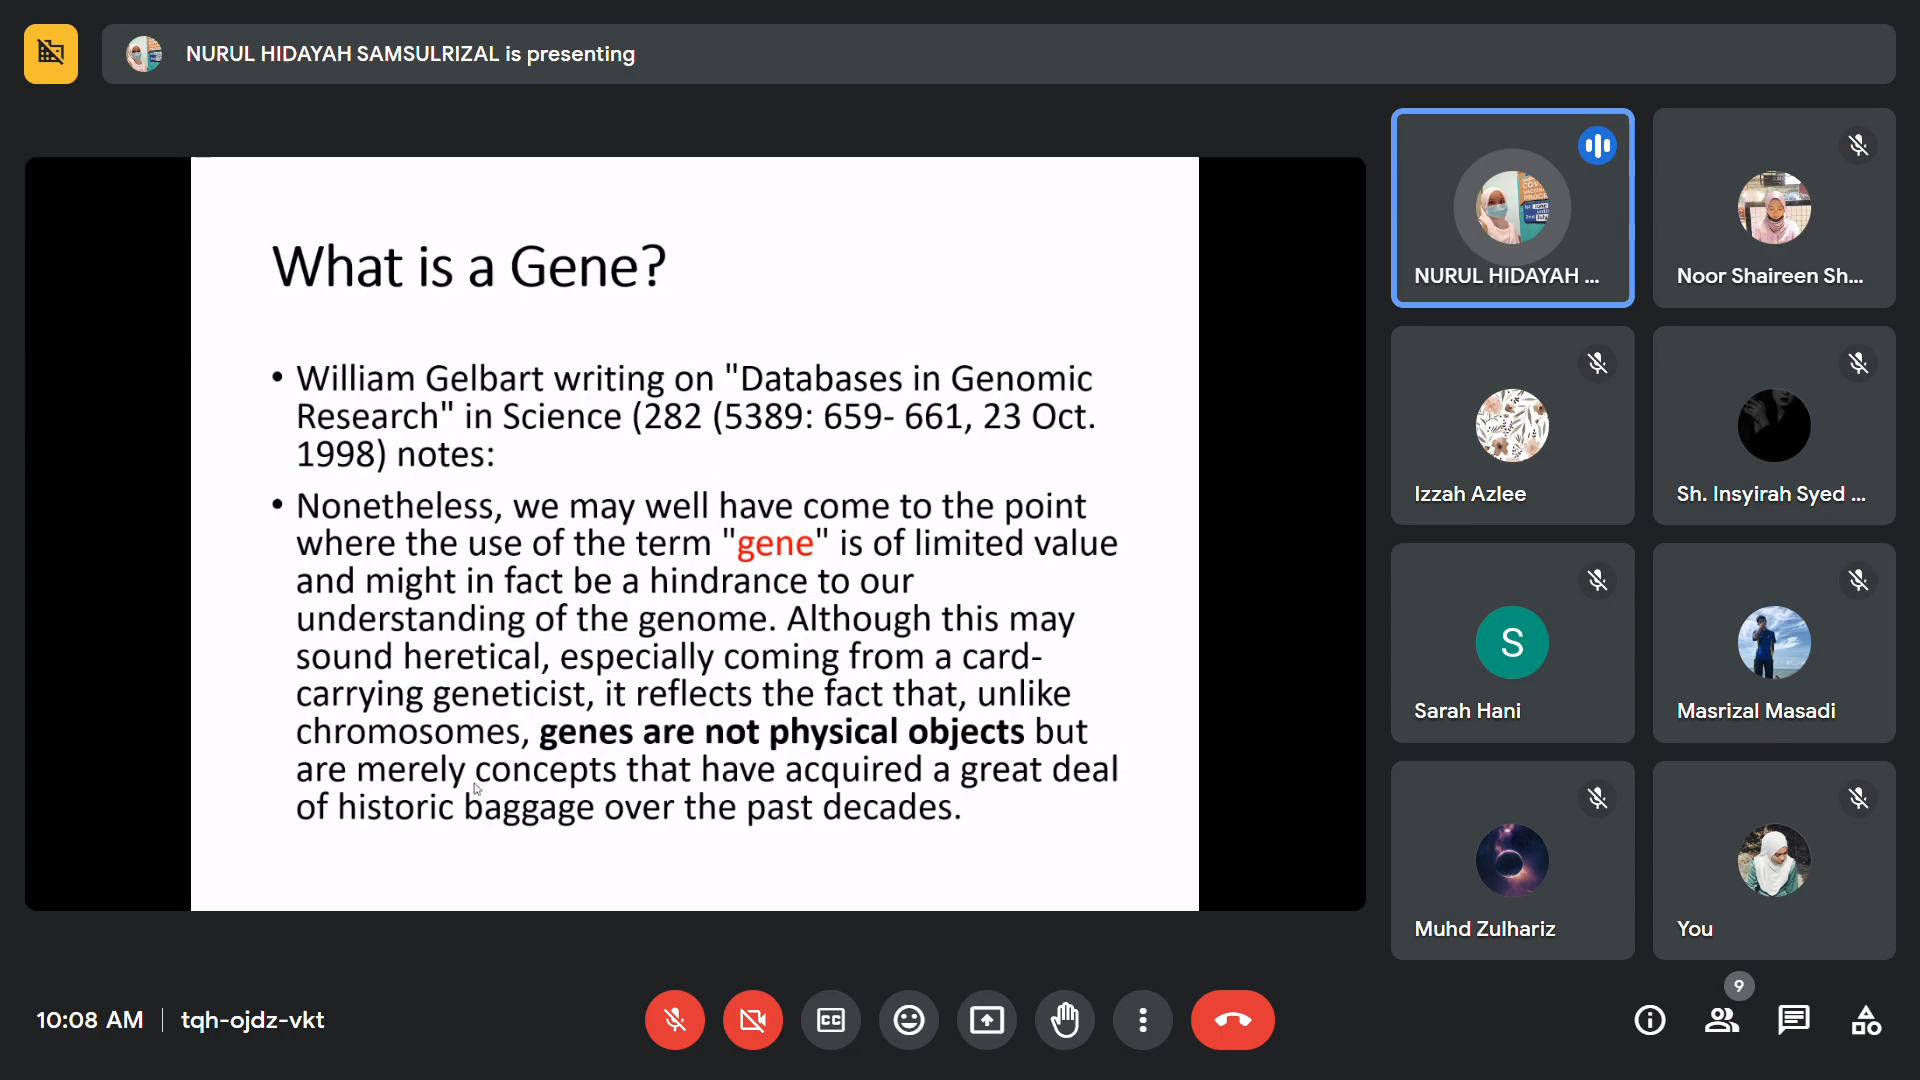 NURUL HIDAYAH SAMSULRIZAL is presenting
What is a Gene?
• William Gelbart writing on "Databases in Genomic
Research" in Science (282 (5389: 659- 661, 23 Oct.
1998) notes:
• Nonetheless, we may well have come to the point
where the use of the term "gene" is of limited value
and might in fact be a hindrance to our
understanding of the genome. Although this may
sound heretical, especially coming from a card-
carrying geneticist, it reflects the fact that, unlike
chromosomes, genes are not physical objects but
are merely concepts that have acquired a great deal
of historic baggage over the past decades.
NURUL HIDAYAH ...
Noor Shaireen Sh...
Izzah Azlee
Sh. Insyirah Syed ...
S
Sarah Hani
Masrizal Masadi
Muhd Zulhariz
You
10:08 AM | tqh-ojdz-vkt
CC
9